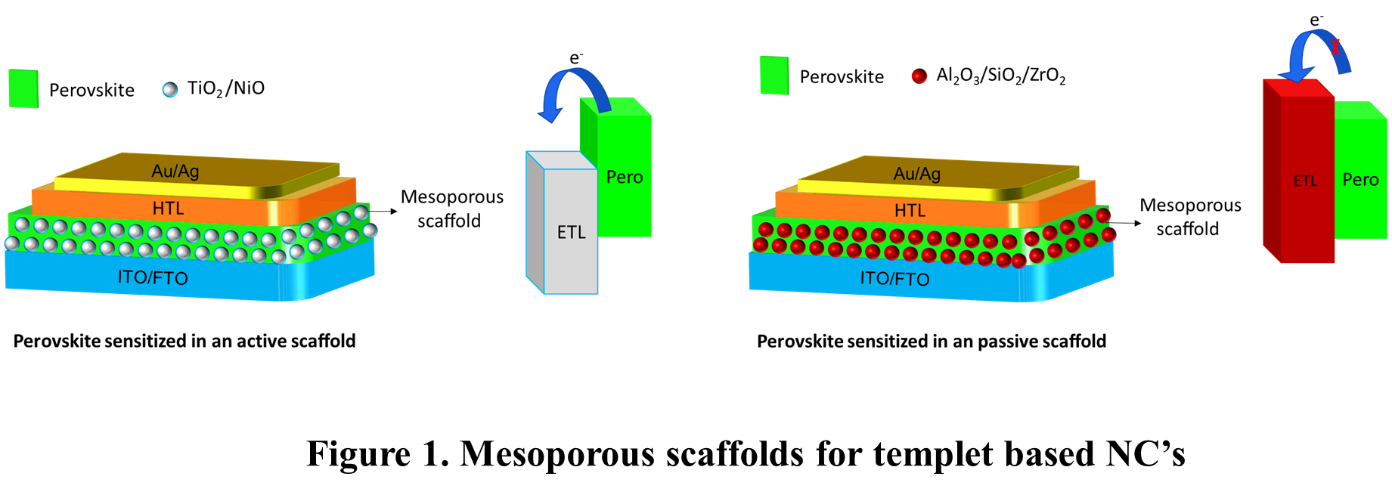 Perovskite
TiO2/NiO
e-
Au/Ag
HTL
ITO/FTO
Mesoporous
scaffold
Pero
ETL
Perovskite sensitized in an active scaffold
Perovskite
Al2O3/SiO2/ZrO2
e-
X
Au/Ag
HTL
ITO/FTO
Mesoporous
scaffold
ETL
Pero
Perovskite sensitized in an passive scaffold
Figure 1. Mesoporous scaffolds for templet based NC’s